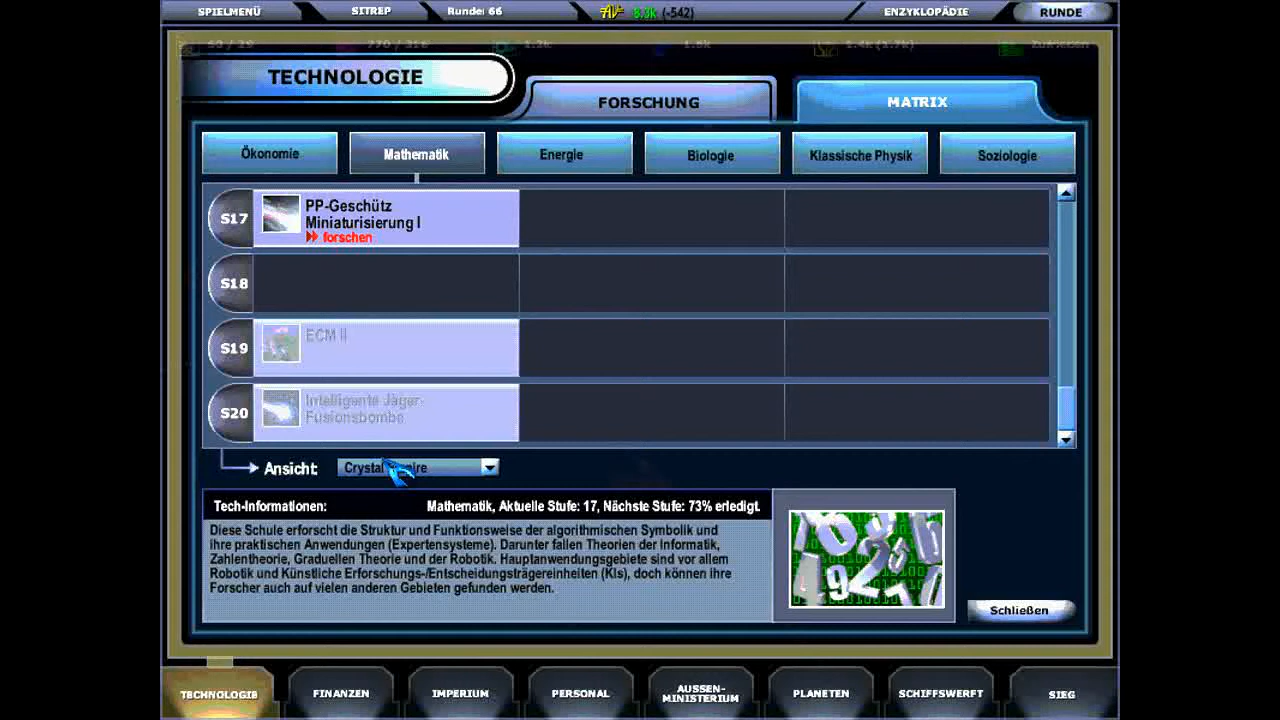 SPIELMENÜ
SITREP
Runde: 66
(-542)
ENZYKLOPÄDIE
RUNDE
TECHNOLOGIE
FORSCHUNG
MATRIX
Ökonomie
Mathematik
Energie
Biologie
Klassische Physik
Soziologie
S17
PP-Geschütz
Miniaturisierung I
forschen
S18
S19
ECM II
S20
Intelligente Jäger-
Fusionsbombe
Ansicht:
Tech-Informationen:
Mathematik, Aktuelle Stufe: 17, Nächste Stufe: 73% erledigt.
Diese Schule erforscht die Struktur und Funktionsweise der algorithmischen Symbolik und
ihre praktischen Anwendungen (Expertensysteme). Darunter fallen Theorien der Informatik,
Zahlentheorie, Graduellen Theorie und der Robotik. Hauptanwendungsgebiete sind vor allem
Robotik und Künstliche Erforschungs-/Entscheidungsträgereinheiten (KIs), doch können ihre
Forscher auch auf vielen anderen Gebieten gefunden werden.
Schließen
TECHNOLOGIE
FINANZEN
IMPERIUM
PERSONAL
AUSSEN-
MINISTERIUM
PLANETEN
SCHIFFSWERFT
SIEG